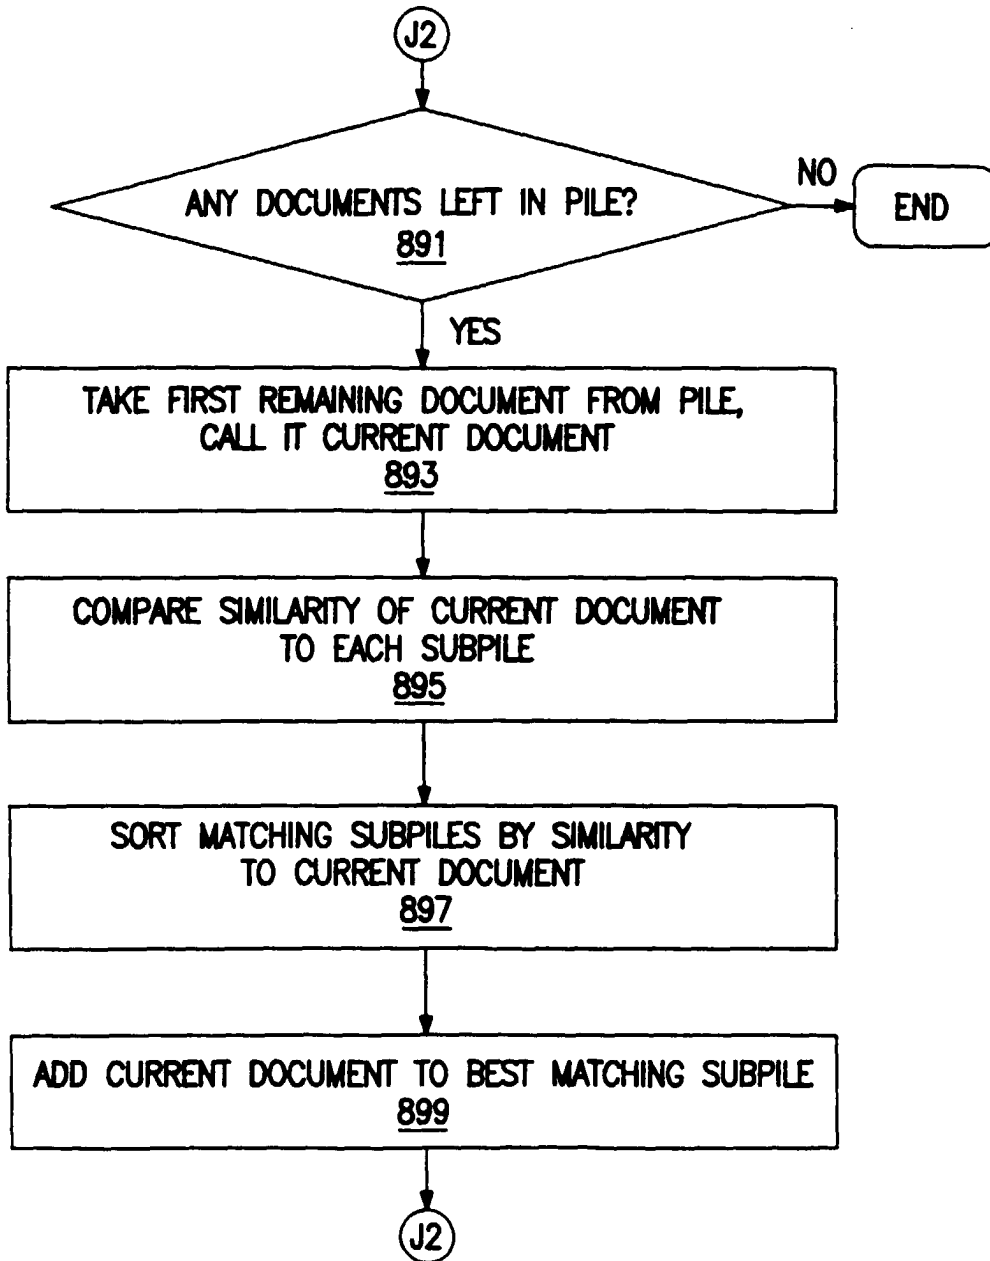 J2
ANY DOCUMENTS LEFT IN PILE?
891
NO
END
YES
TAKE FIRST REMAINING DOCUMENT FROM PILE,
CALL IT CURRENT DOCUMENT
893
COMPARE SIMILARITY OF CURRENT DOCUMENT
TO EACH SUBPILE
895
SORT MATCHING SUBPILES BY SIMILARITY
TO CURRENT DOCUMENT
897
ADD CURRENT DOCUMENT TO BEST MATCHING SUBPILE
899
J2